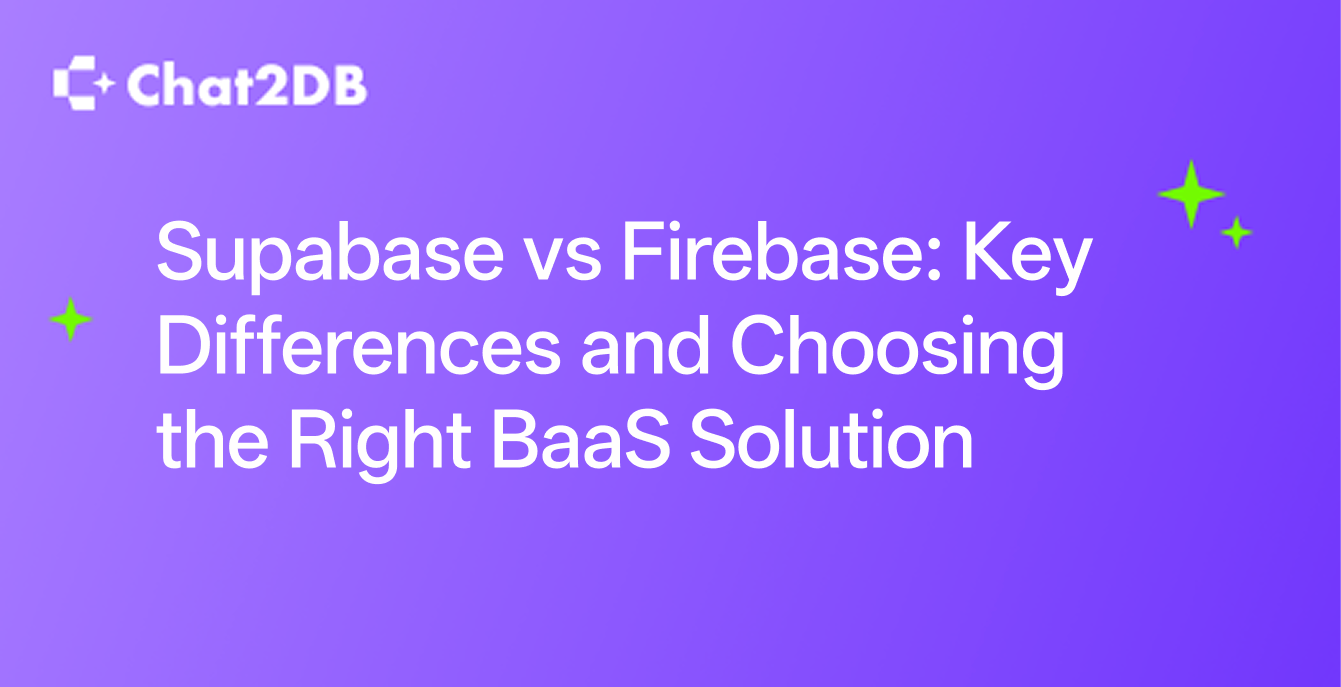 Chat2DB
Supabase vs Firebase: Key
Differences and Choosing
the Right BaaS Solution